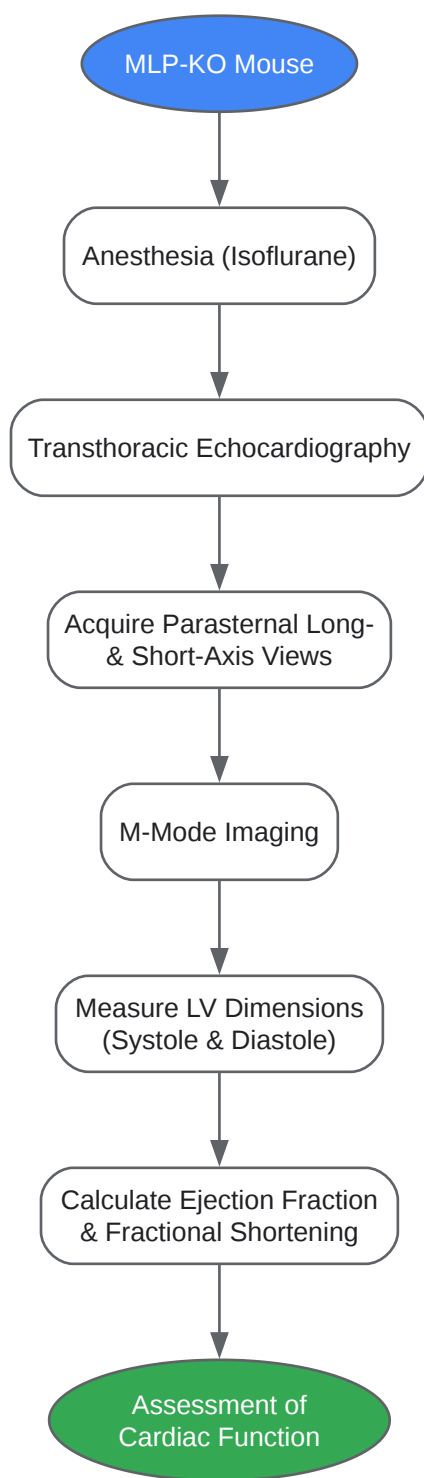 MLP-KO Mouse
Anesthesia (Isoflurane)
Transthoracic Echocardiography
Acquire Parasternal Long-
& Short-Axis Views
M-Mode Imaging
Measure LV Dimensions
(Systole & Diastole)
Calculate Ejection Fraction
& Fractional Shortening
Assessment of
Cardiac Function